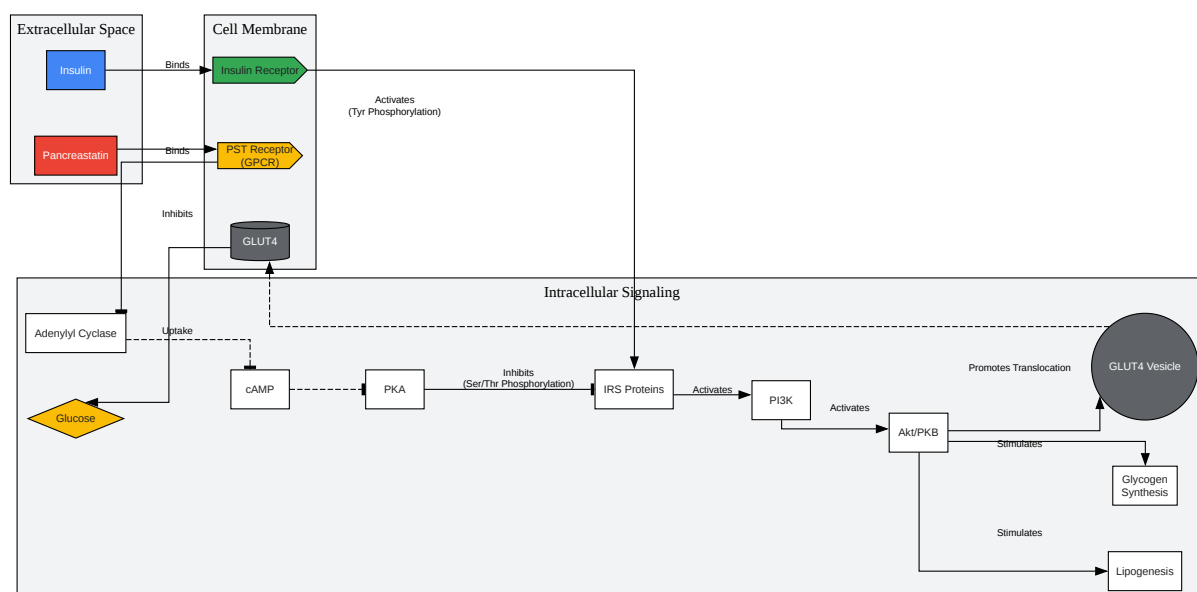 Extracellular Space
Cell Membrane
Insulin
Binds
Insulin Receptor
Activates
(Tyr Phosphorylation)
Pancreastatin
Binds
PST Receptor
(GPCR)
Inhibits
GLUT4
Intracellular Signaling
Adenylyl Cyclase
Uptake
cAMP
PKA
Inhibits
(Ser/Thr Phosphorylation)
IRS Proteins
Activates
PI3K
Activates
Akt/PKB
Promotes Translocation
GLUT4 Vesicle
Glucose
Stimulates
Glycogen
Synthesis
Stimulates
Lipogenesis